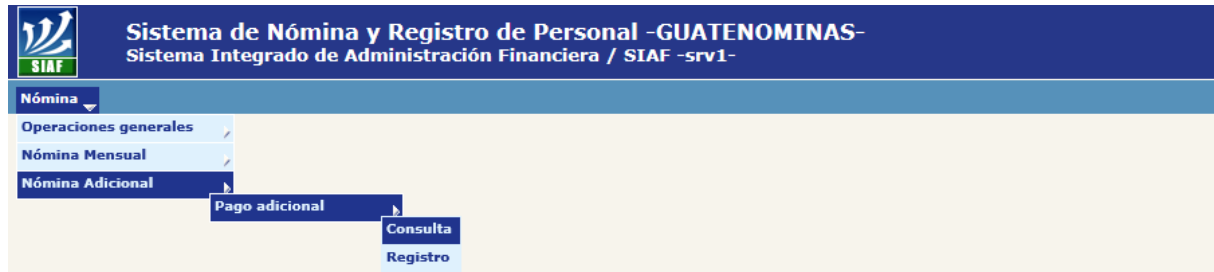 Sistema de Nómina y Registro de Personal -GUATENOMINAS-
SIAF
Sistema Integrado de Administración Financiera / SIAF -srv1-
Nómina
Operaciones generales
Nómina Mensual
Nómina Adicional
Pago adicional
Consulta
Registro